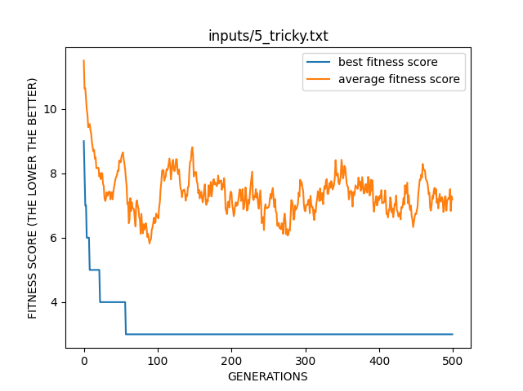 inputs/5_tricky.txt
best fitness score
average fitness score
FITNESS SCORE (THE LOWER THE BETTER)
10
8
6
4
0
100
200
300
400
500
GENERATIONS